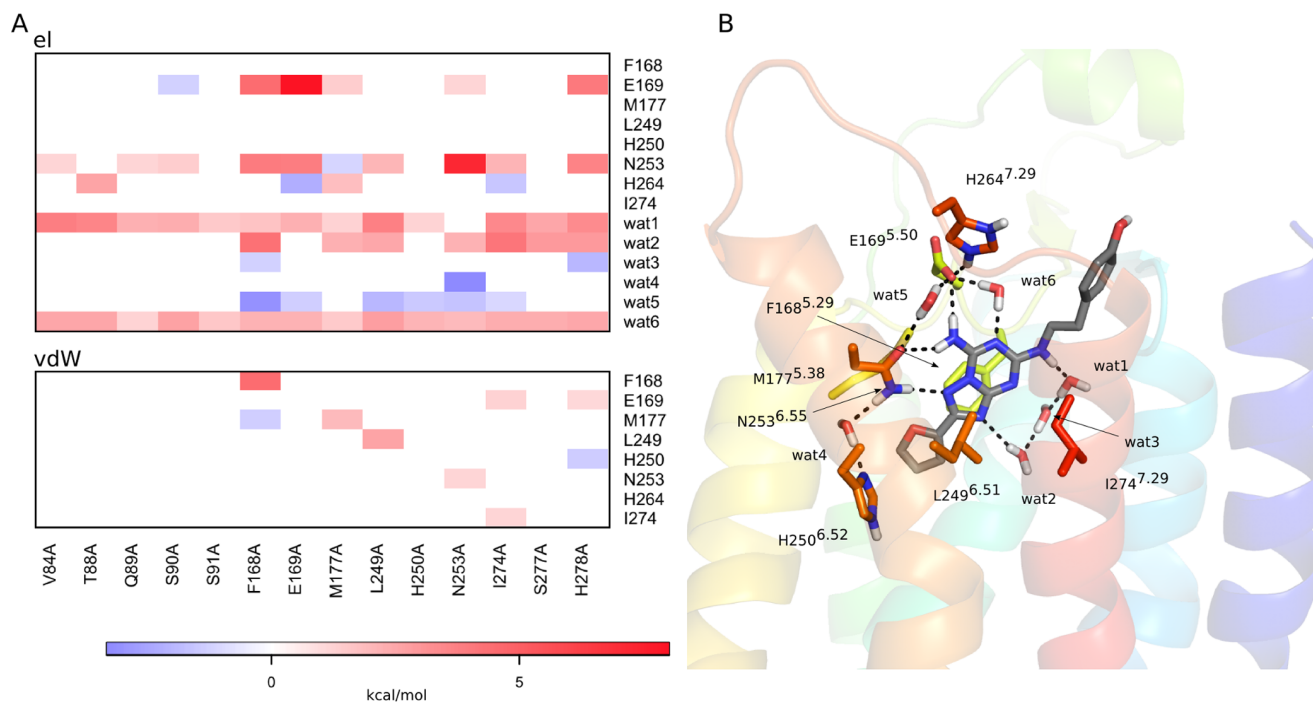 A
el
F168
E169
M177
L249
H250
N253
H264
I274
wat1
wat2
wat3
wat4
wat5
wat6
vdW
F168
E169
M177
L249
H250
N253
H264
I274
V84A
T88A
Q89A
S90A
S91A
F168A
E169A
M177A
L249A
H250A
N253A
I274A
S277A
H278A
0
5
kcal/mol
B
H264^7.29
E169^5.50
wat6
wat5
F168^5.29
M177^5.38
wat1
N253^6.55
wat3
wat4
L249^6.51
wat2
I274^7.29
H250^6.52